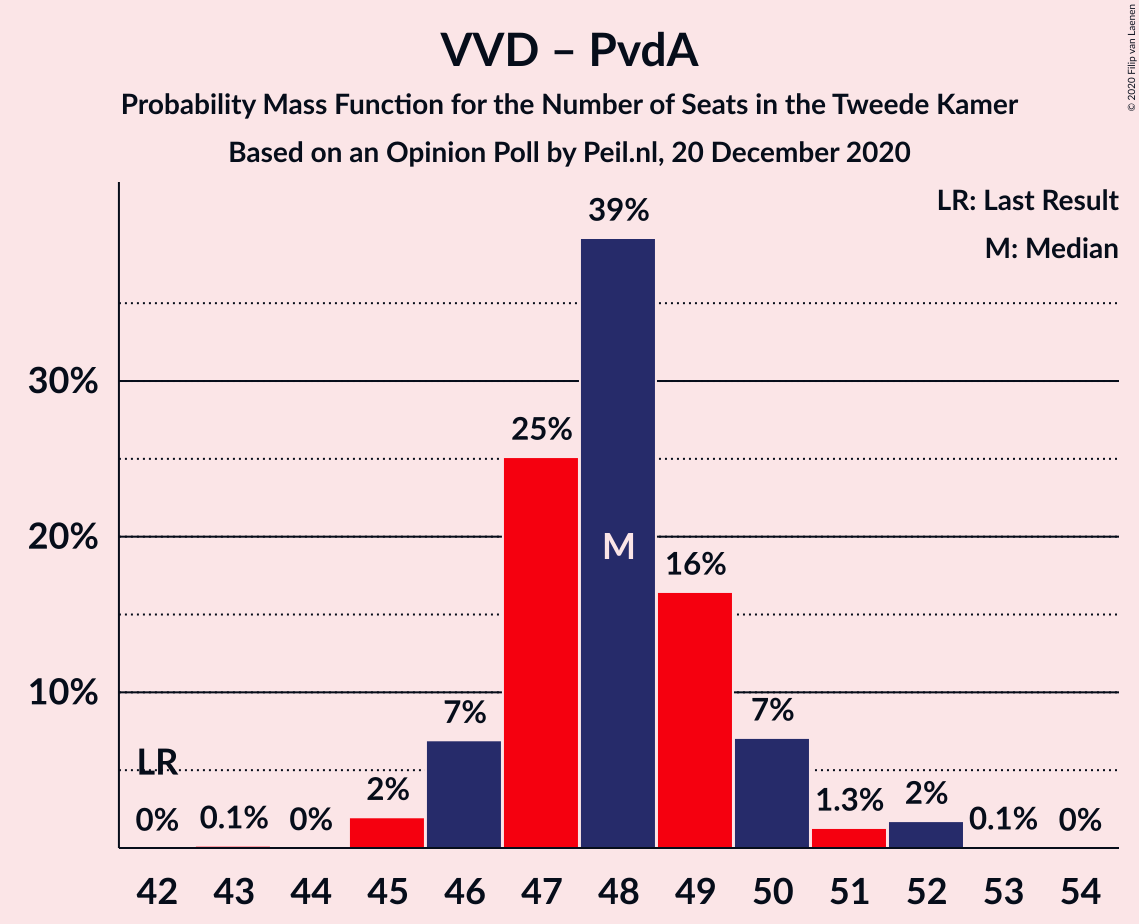 VVD – PvdA
Probability Mass Function for the Number of Seats in the Tweede Kamer
Based on an Opinion Poll by Peil.nl, 20 December 2020
© 2020 Filip van Laenen
LR: Last Result
M: Median
39%
30%
25%
20%
M
16%
10%
7%
7%
LR
2%
1.3%
2%
0%
0.1%
0%
0.1%
0%
42 43 44 45 46 47 48 49 50 51 52 53 54